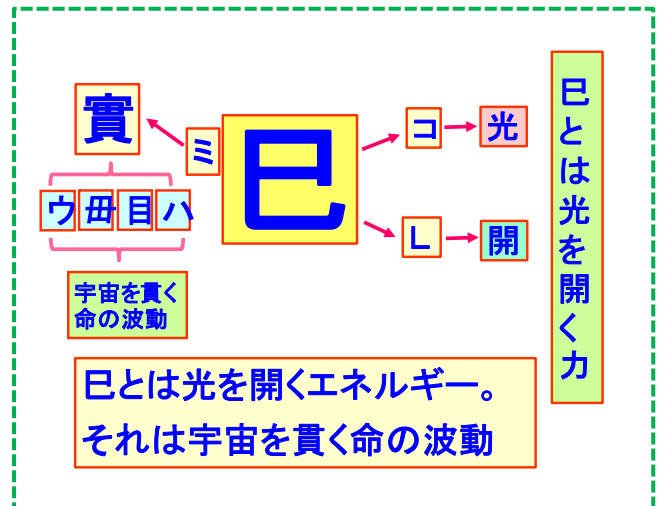 實
ミ
巳
コ
光
L
開
ウ毌目ハ
宇宙を貫く
命の波動
巳とは光を開く力
巳とは光を開くエネルギー。
それは宇宙を貫く命の波動